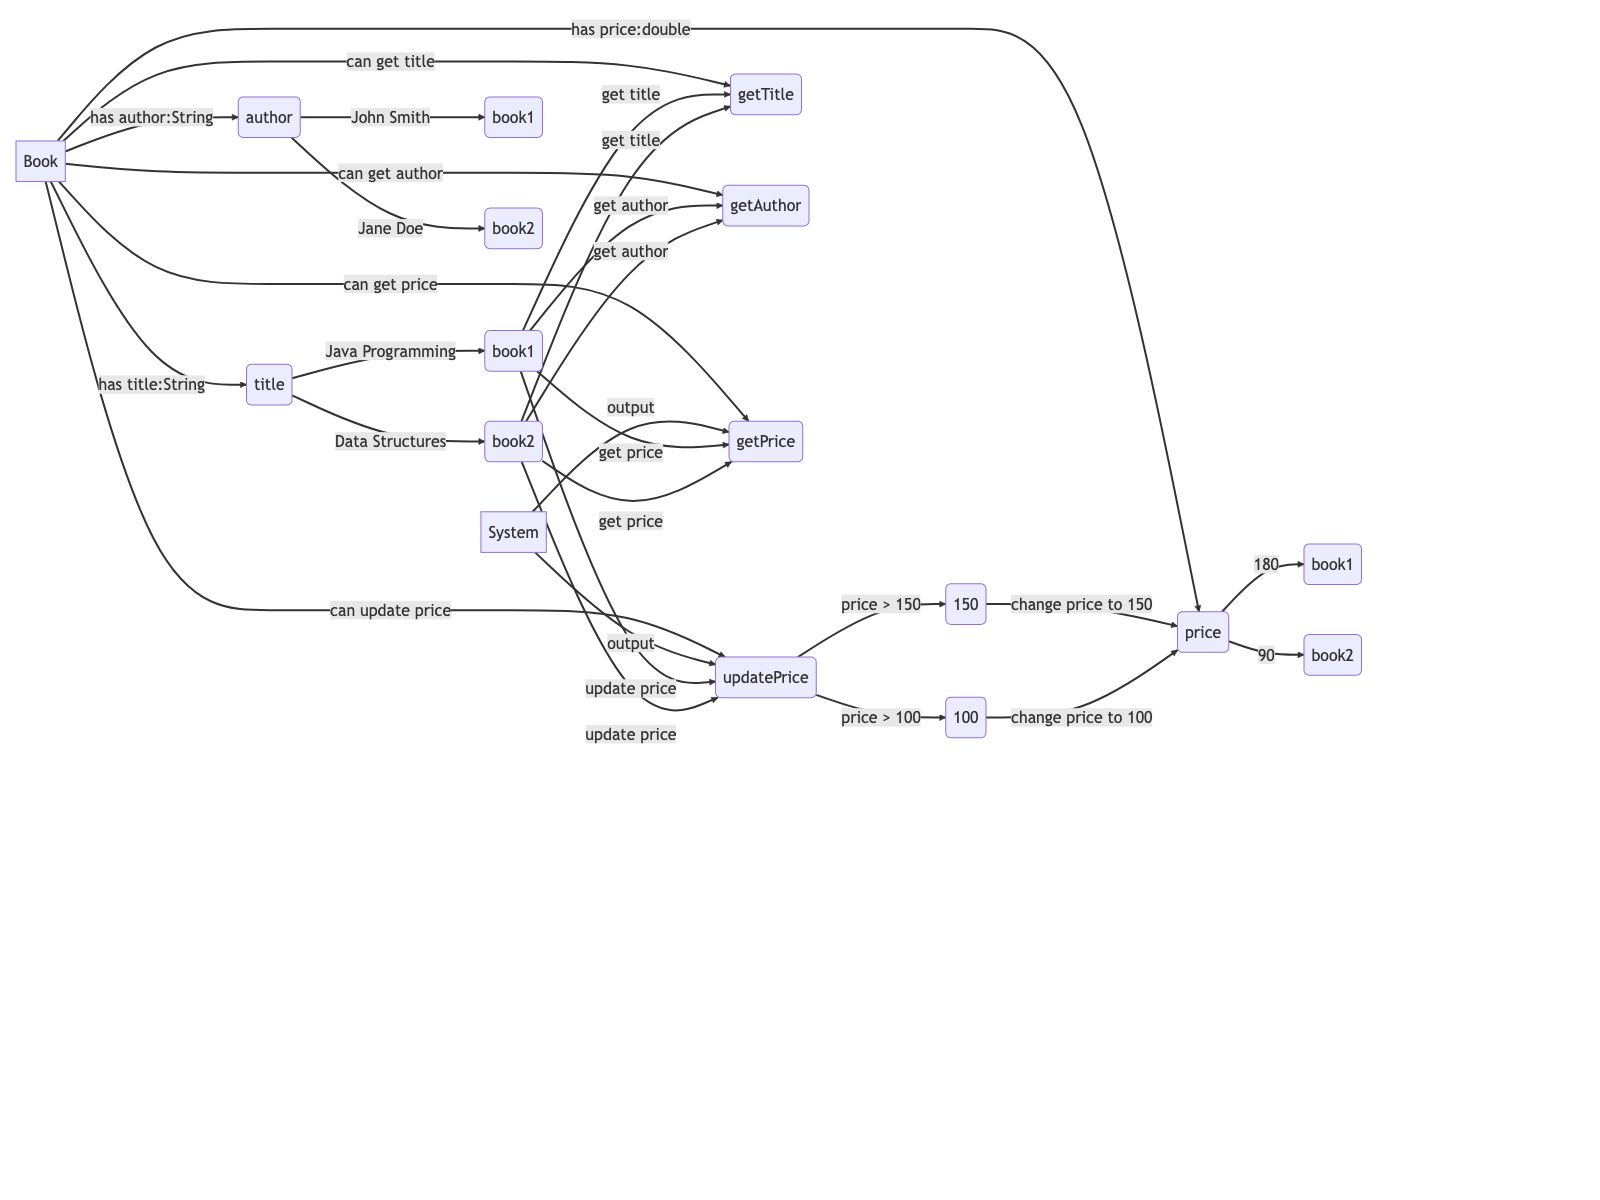 has price:double
can get title
getTitle
get title
has author:String
author
John Smith
book1
get title
Book
can get author
get author
getAuthor
Jane Doe
book2
get author
can get price
Java Programming
book1
has title:String
title
output
Data Structures
book2
get price
getPrice
get price
System
180
book1
can update price
price > 150
150
change price to 150
price
output
90
book2
updatePrice
update price
price > 100
100
change price to 100
update price